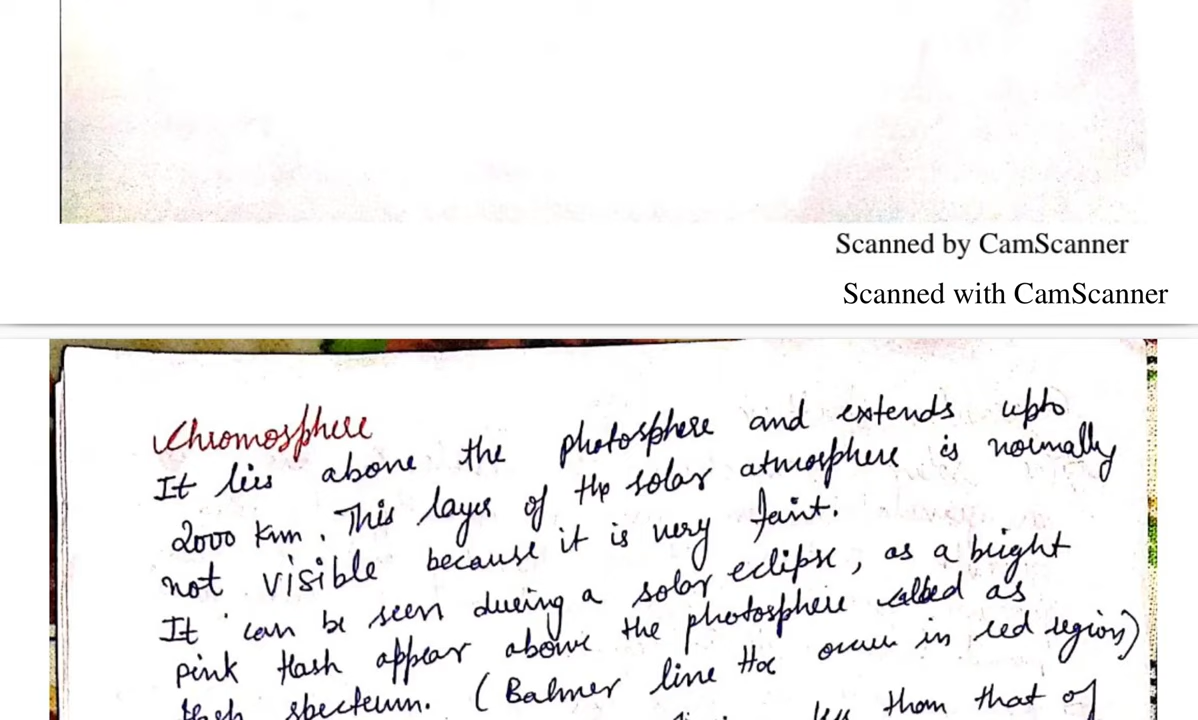 Scanned by CamScanner
Scanned with CamScanner
Chromosphere
It lies above the photosphere and extends upto
2000 Km. This layer of the solar atmosphere is normally
not visible because it is very faint.
It can be seen during a solar eclipse, as a bright
pink flash appear above the photosphere called as
flash spectrum. (Balmer line Hα occur in red region)
less than that of